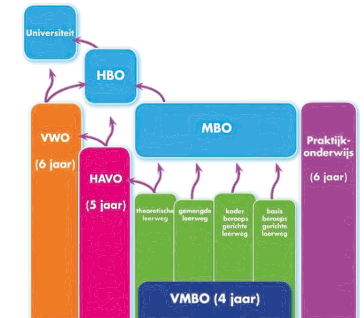 Universiteit
HBO
VWO
(6 jaar)
HAVO
(5 jaar)
MBO
Praktijk-
onderwijs
(6 jaar)
theoretische
leerweg
gemengde
leerweg
kader
beroeps
gerichte
leerweg
basis
beroeps
gerichte
leerweg
VMBO (4 jaar)